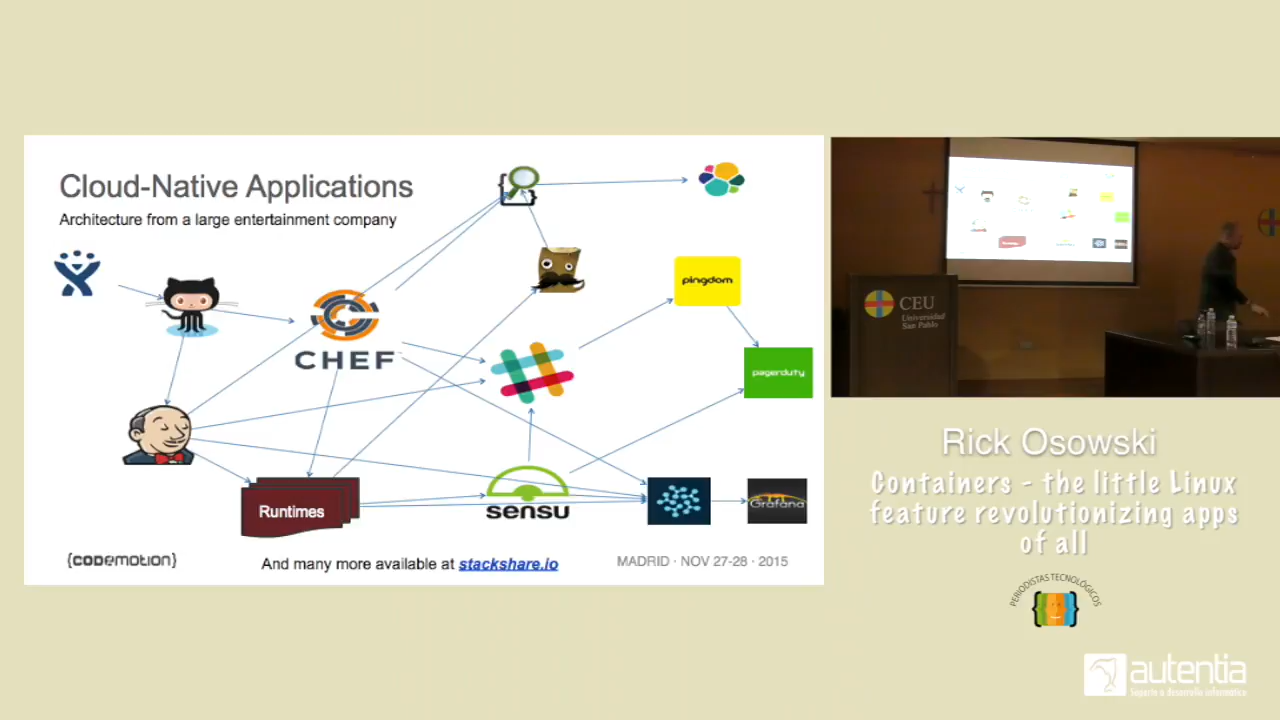 Cloud-Native Applications
Architecture from a large entertainment company
CHEF
pingdom
pagerduty
Runtimes
sensu
Grafana
{codemotion}
And many more available at stackshare.io
MADRID · NOV 27-28 · 2015
CEU
Universidad
San Pablo
Rick Osowski
Containers - the little Linux
feature revolutionizing apps
of all
PERIODISTAS TECNOLÓGICOS
autentia
Soporte a desarrollo informático